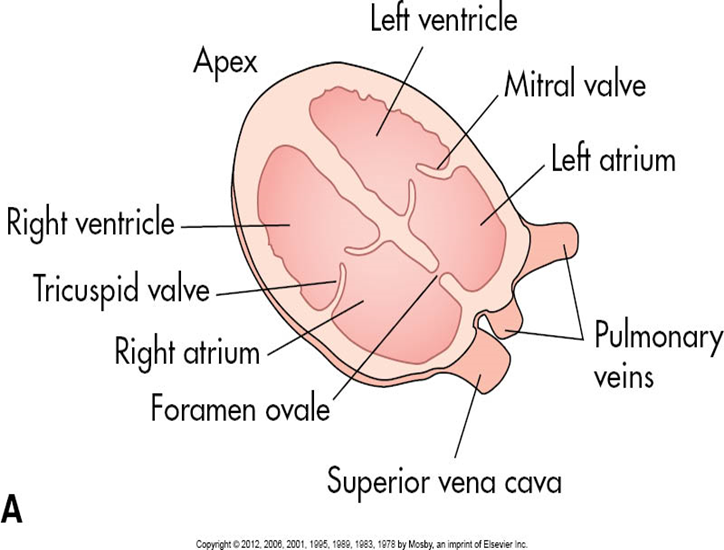 Left ventricle
Apex
Mitral valve
Left atrium
Right ventricle
Tricuspid valve
Pulmonary
veins
Right atrium
Foramen ovale
Superior vena cava
A
Copyright © 2012, 2006, 2001, 1995, 1989, 1983, 1978 by Mosby, an imprint of Elsevier Inc.